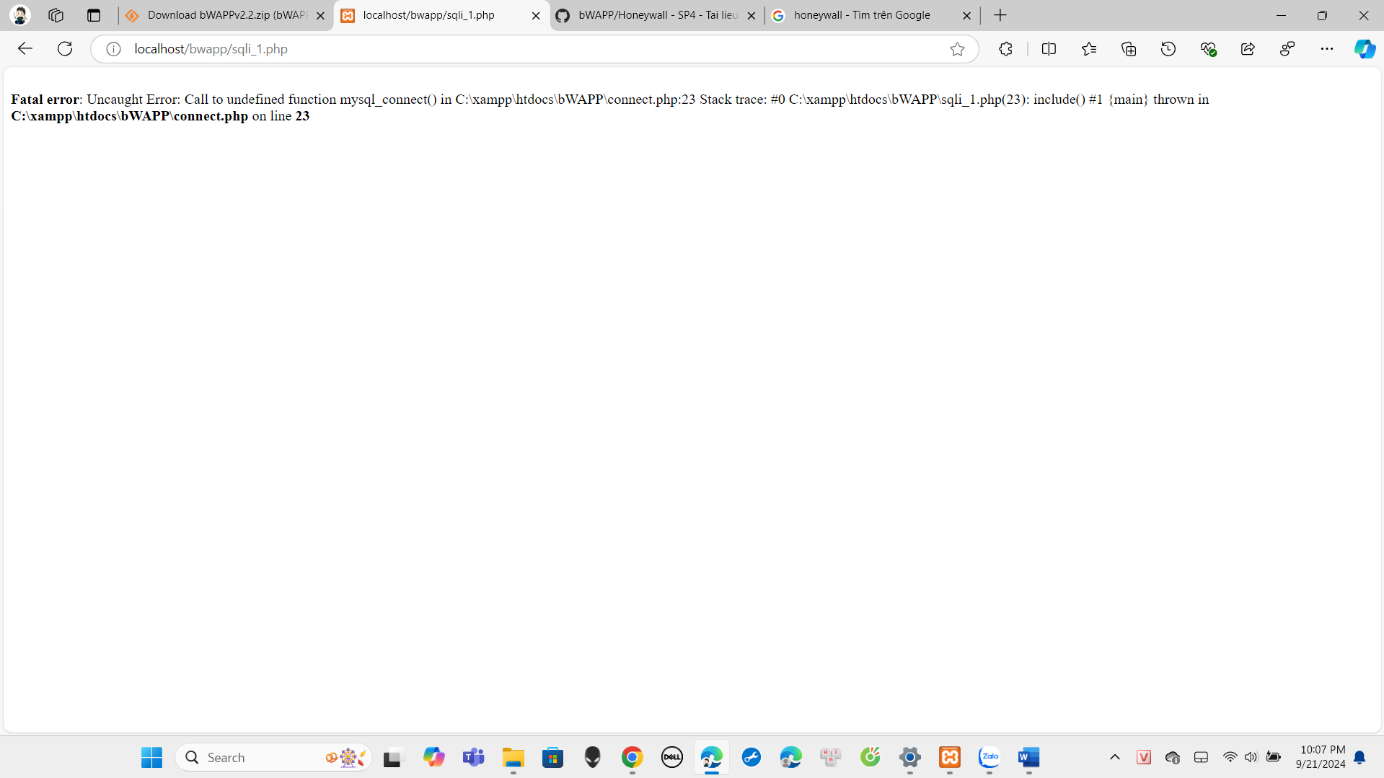 Download bWAPPv2.2.zip (bWAPP
localhost/bwapp/sqli_1.php
bWAPP/Honeywall - SP4 - Tai lieu
honeywall - Tìm trên Google
localhost/bwapp/sqli_1.php
Fatal error: Uncaught Error: Call to undefined function mysql_connect() in C:\xampp\htdocs\bWAPP\connect.php:23 Stack trace: #0 C:\xampp\htdocs\bWAPP\sqli_1.php(23): include() #1 {main} thrown in
C:\xampp\htdocs\bWAPP\connect.php on line 23
Search
DELL
Zalo
W
V
10:07 PM
9/21/2024